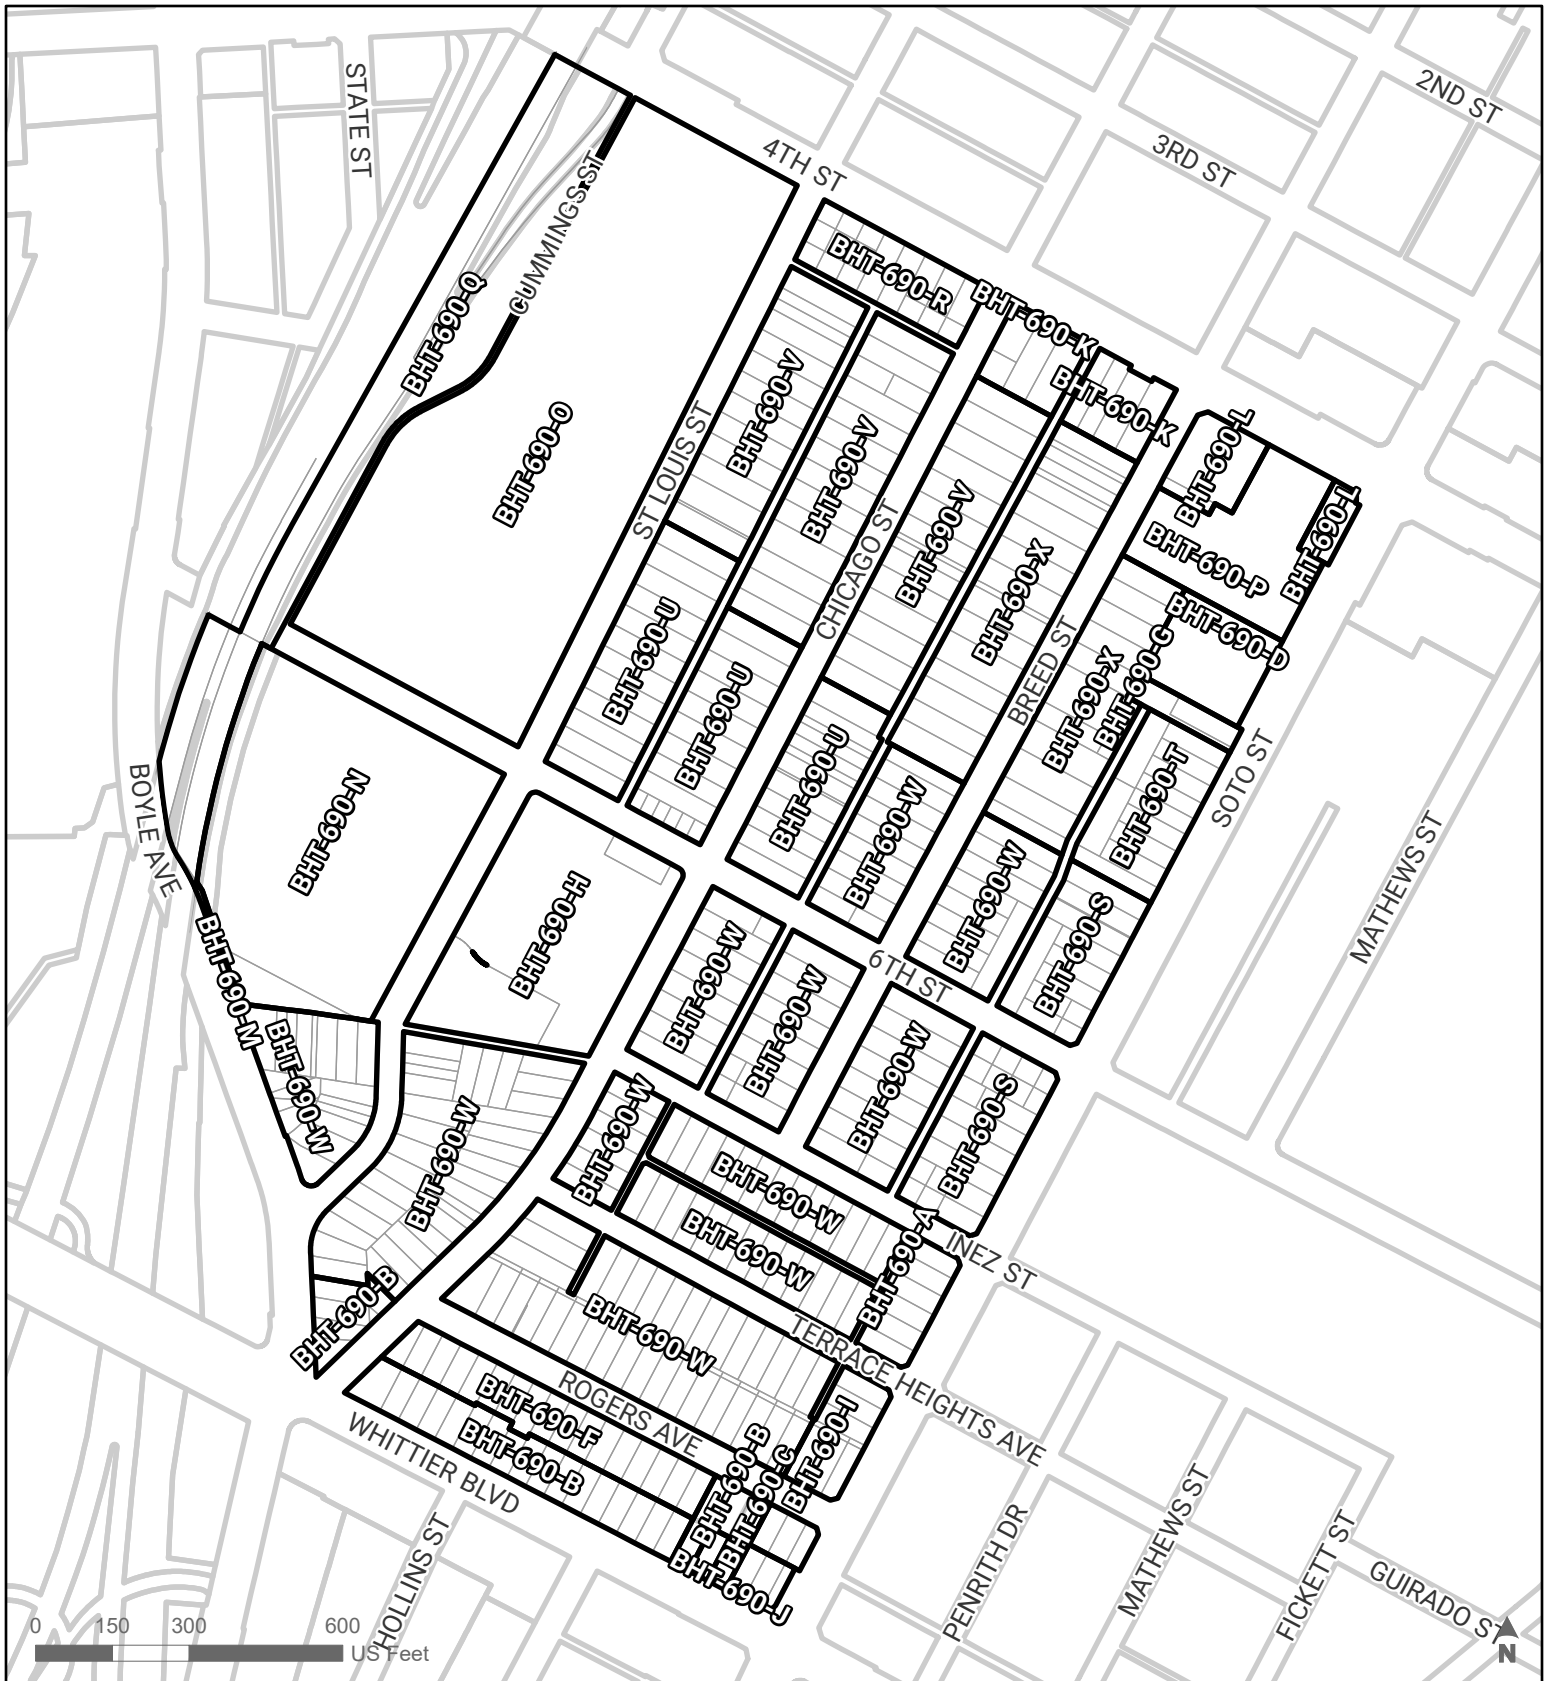 STATE ST
2ND ST
3RD ST
4TH ST
CUMMINGS ST
BHT-690-Q
BHT-690-R
BHT-690-K
BHT-690-K
BHT-690-V
BHT-690-O
BHT-690-V
ST LOUIS ST
BHT-690-L
BHT-690-L
BHT-690-V
BHT-690-P
CHICAGO ST
BHT-690-X
BHT-690-D
BHT-690-U
BREED ST
BHT-690-G
BHT-690-X
BHT-690-U
BHT-690-U
BHT-690-T
SOTO ST
BOYLE AVE
BHT-690-N
BHT-690-W
BHT-690-W
MATHEWS ST
BHT-690-H
BHT-690-S
BHT-690-M
BHT-690-W
6TH ST
BHT-690-W
BHT-690-W
BHT-690-W
BHT-690-W
BHT-690-W
BHT-690-S
BHT-690-W
BHT-690-W
BHT-690-A
INEZ ST
BHT-690-B
BHT-690-W
TERRACE HEIGHTS AVE
BHT-690-F
ROGERS AVE
BHT-690-I
BHT-690-B
WHITTIER BLVD
BHT-690-B
BHT-690-C
BHT-690-J
HOLLINS ST
PENRITH DR
MATHEWS ST
FICKETT ST
GUIRADO ST
0 150 300 600
US Feet
N